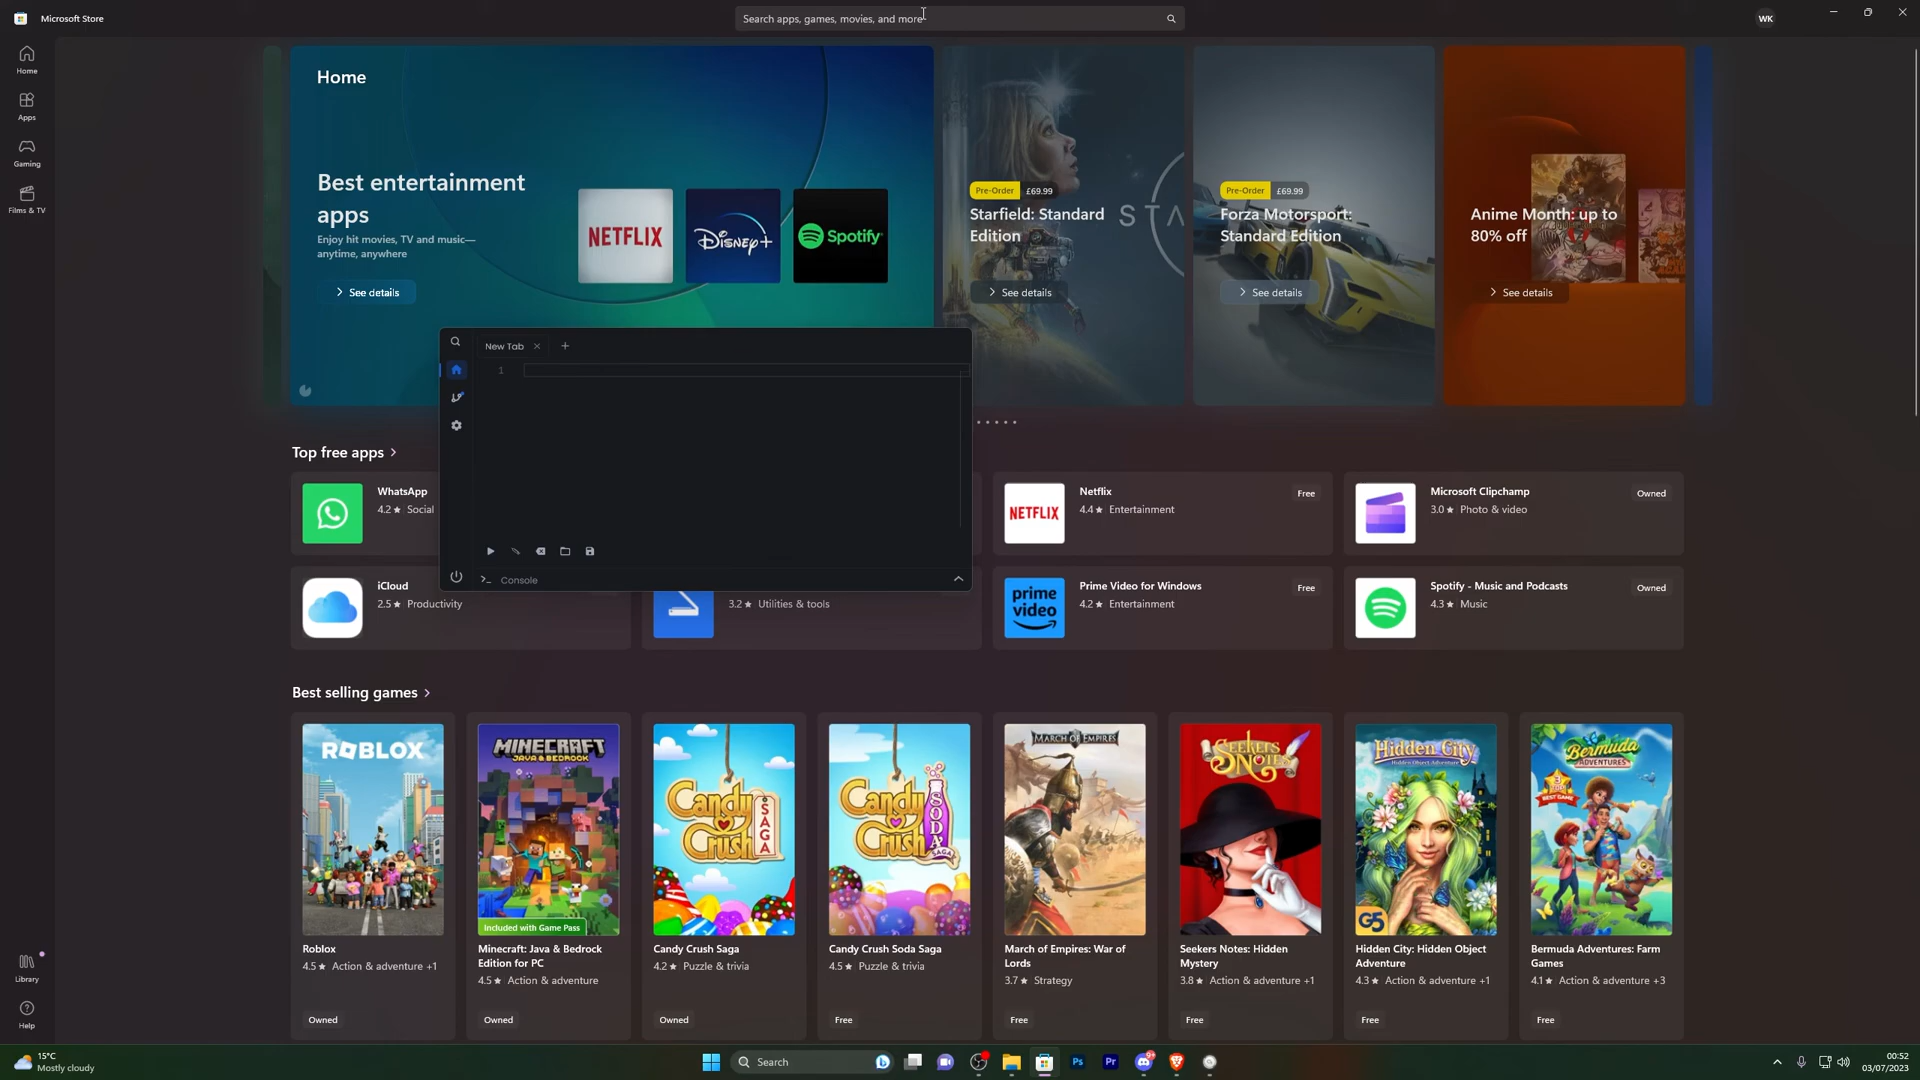 Microsoft Store
Search apps, games, movies, and more
WK
Home
Apps
Gaming
Films & TV
Library
Help
Home
Best entertainment
apps
Enjoy hit movies, TV and music—
anytime, anywhere
See details
NETFLIX
Disney+
Spotify
Pre-Order £69.99
Starfield: Standard
Edition
STA
See details
Pre-Order £69.99
Forza Motorsport:
Standard Edition
See details
Anime Month: up to
80% off
See details
New Tab
1
Console
Top free apps
WhatsApp
4.2★ Social
NETFLIX
Netflix
4.4★ Entertainment
Free
Microsoft Clipchamp
3.0★ Photo & video
Owned
iCloud
2.5★ Productivity
3.2★ Utilities & tools
prime
video
Prime Video for Windows
4.2★ Entertainment
Free
Spotify - Music and Podcasts
4.3★ Music
Owned
Best selling games
ROBLOX
Roblox
4.5★ Action & adventure +1
Owned
MINECRAFT
JAVA & BEDROCK
Included with Game Pass
Minecraft: Java & Bedrock
Edition for PC
4.5★ Action & adventure
Owned
Candy
Crush
SAGA
Candy Crush Saga
4.2★ Puzzle & trivia
Owned
Candy
Crush
SODA
SAGA
Candy Crush Soda Saga
4.5★ Puzzle & trivia
Free
MARCH OF EMPIRES
March of Empires: War of
Lords
3.7★ Strategy
Free
Seekers
Notes
Seekers Notes: Hidden
Mystery
3.8★ Action & adventure +1
Free
Hidden City
Hidden Object Adventure
G5
Hidden City: Hidden Object
Adventure
4.3★ Action & adventure +1
Free
Bermuda
ADVENTURES
BEST GAME
Bermuda Adventures: Farm
Games
4.1★ Action & adventure +3
Free
15°C
Mostly cloudy
Search
Ps
Pr
9+
00:52
03/07/2023